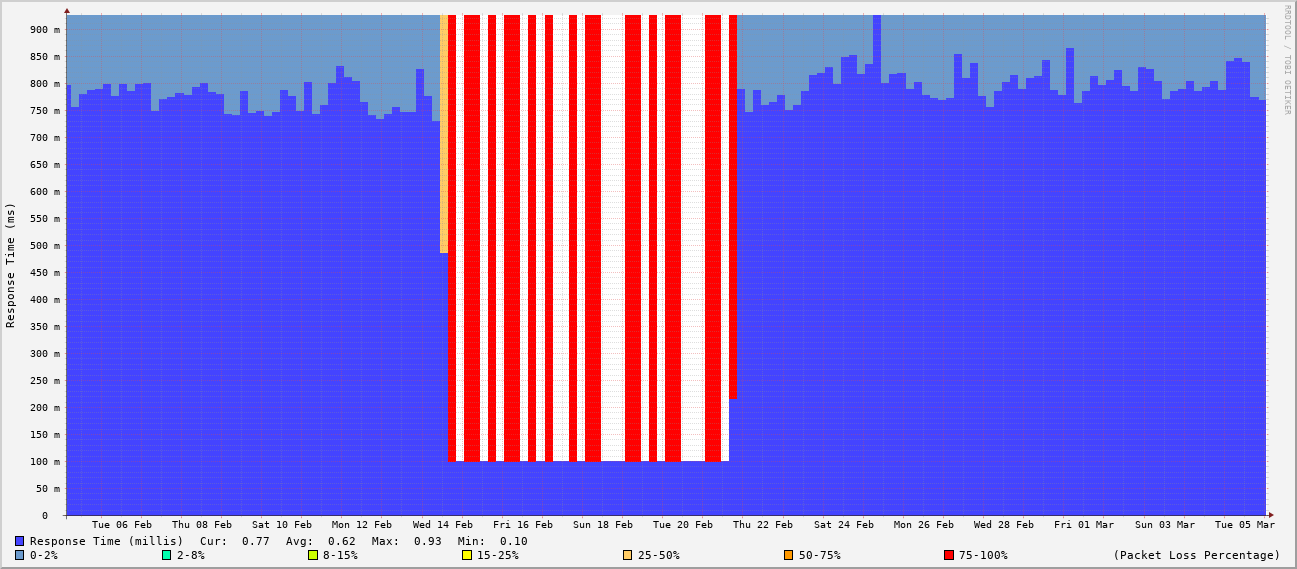 RRDTOOL / TOBI OETIKER
Response Time (ms)
900 m
850 m
800 m
750 m
700 m
650 m
600 m
550 m
500 m
450 m
400 m
350 m
300 m
250 m
200 m
150 m
100 m
50 m
0
Tue 06 Feb Thu 08 Feb Sat 10 Feb Mon 12 Feb Wed 14 Feb Fri 16 Feb Sun 18 Feb Tue 20 Feb Thu 22 Feb Sat 24 Feb Mon 26 Feb Wed 28 Feb Fri 01 Mar Sun 03 Mar Tue 05 Mar
Response Time (millis) Cur: 0.77 Avg: 0.62 Max: 0.93 Min: 0.10
0-2% 2-8% 8-15% 15-25% 25-50% 50-75% 75-100% (Packet Loss Percentage)